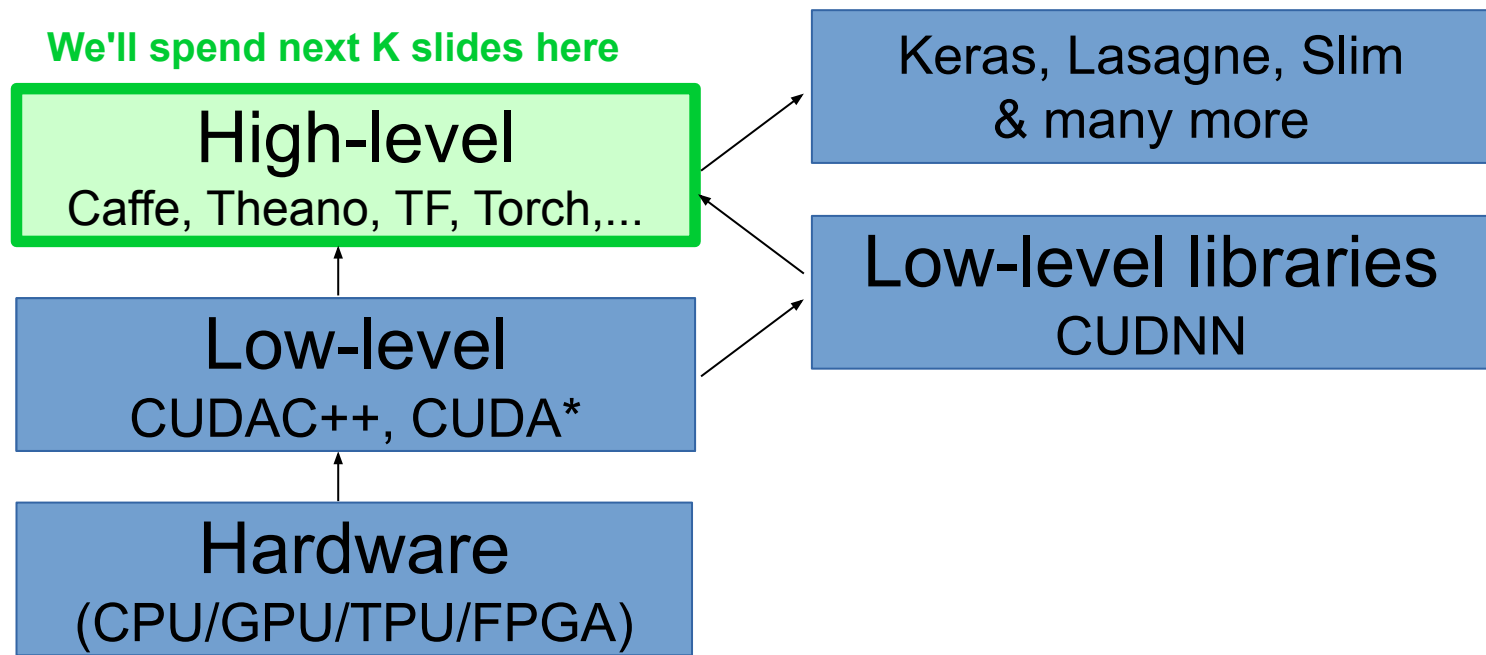 We'll spend next K slides here
High-level
Caffe, Theano, TF, Torch,...
Keras, Lasagne, Slim
& many more
Low-level libraries
CUDNN
Low-level
CUDAC++, CUDA*
Hardware
(CPU/GPU/TPU/FPGA)